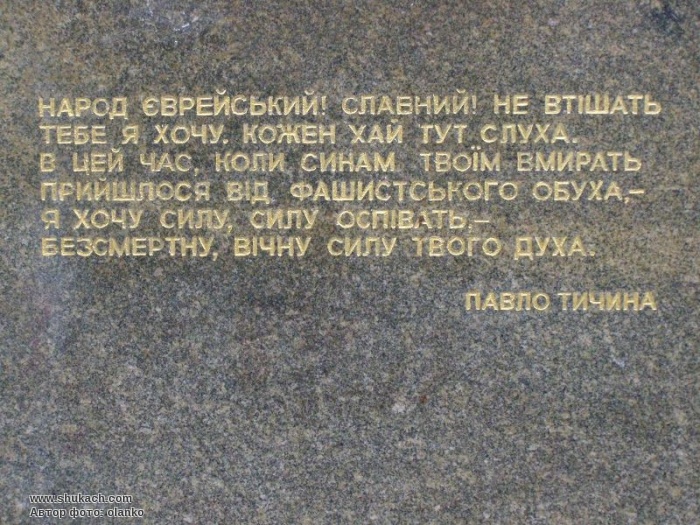 НАРОД ЄВРЕЙСЬКИЙ! СЛАВНИЙ! НЕ ВТІШАТЬ
ТЕБЕ Я ХОЧУ. КОЖЕН ХАЙ ТУТ СЛУХА.
В ЦЕЙ ЧАС, КОЛИ СИНАМ ТВОЇМ ВМИРАТЬ
ПРИЙШЛОСЯ ВІД ФАШИСТСЬКОГО ОБУХА,–
Я ХОЧУ СИЛУ, СИЛУ ОСПІВАТЬ,–
БЕЗСМЕРТНУ, ВІЧНУ СИЛУ ТВОГО ДУХА.
ПАВЛО ТИЧИНА
www.shukach.com
Автор фото: olanko